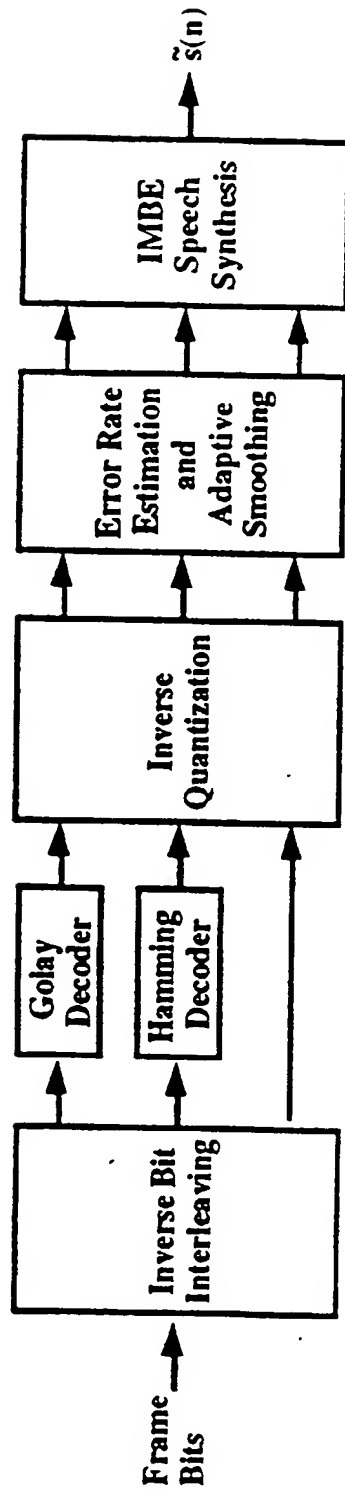 Frame
Bits
Inverse Bit
Interleaving
Golay
Decoder
Hamming
Decoder
Inverse
Quantization
Error Rate
Estimation
and
Adaptive
Smoothing
IMBE
Speech
Synthesis
s̃(n)